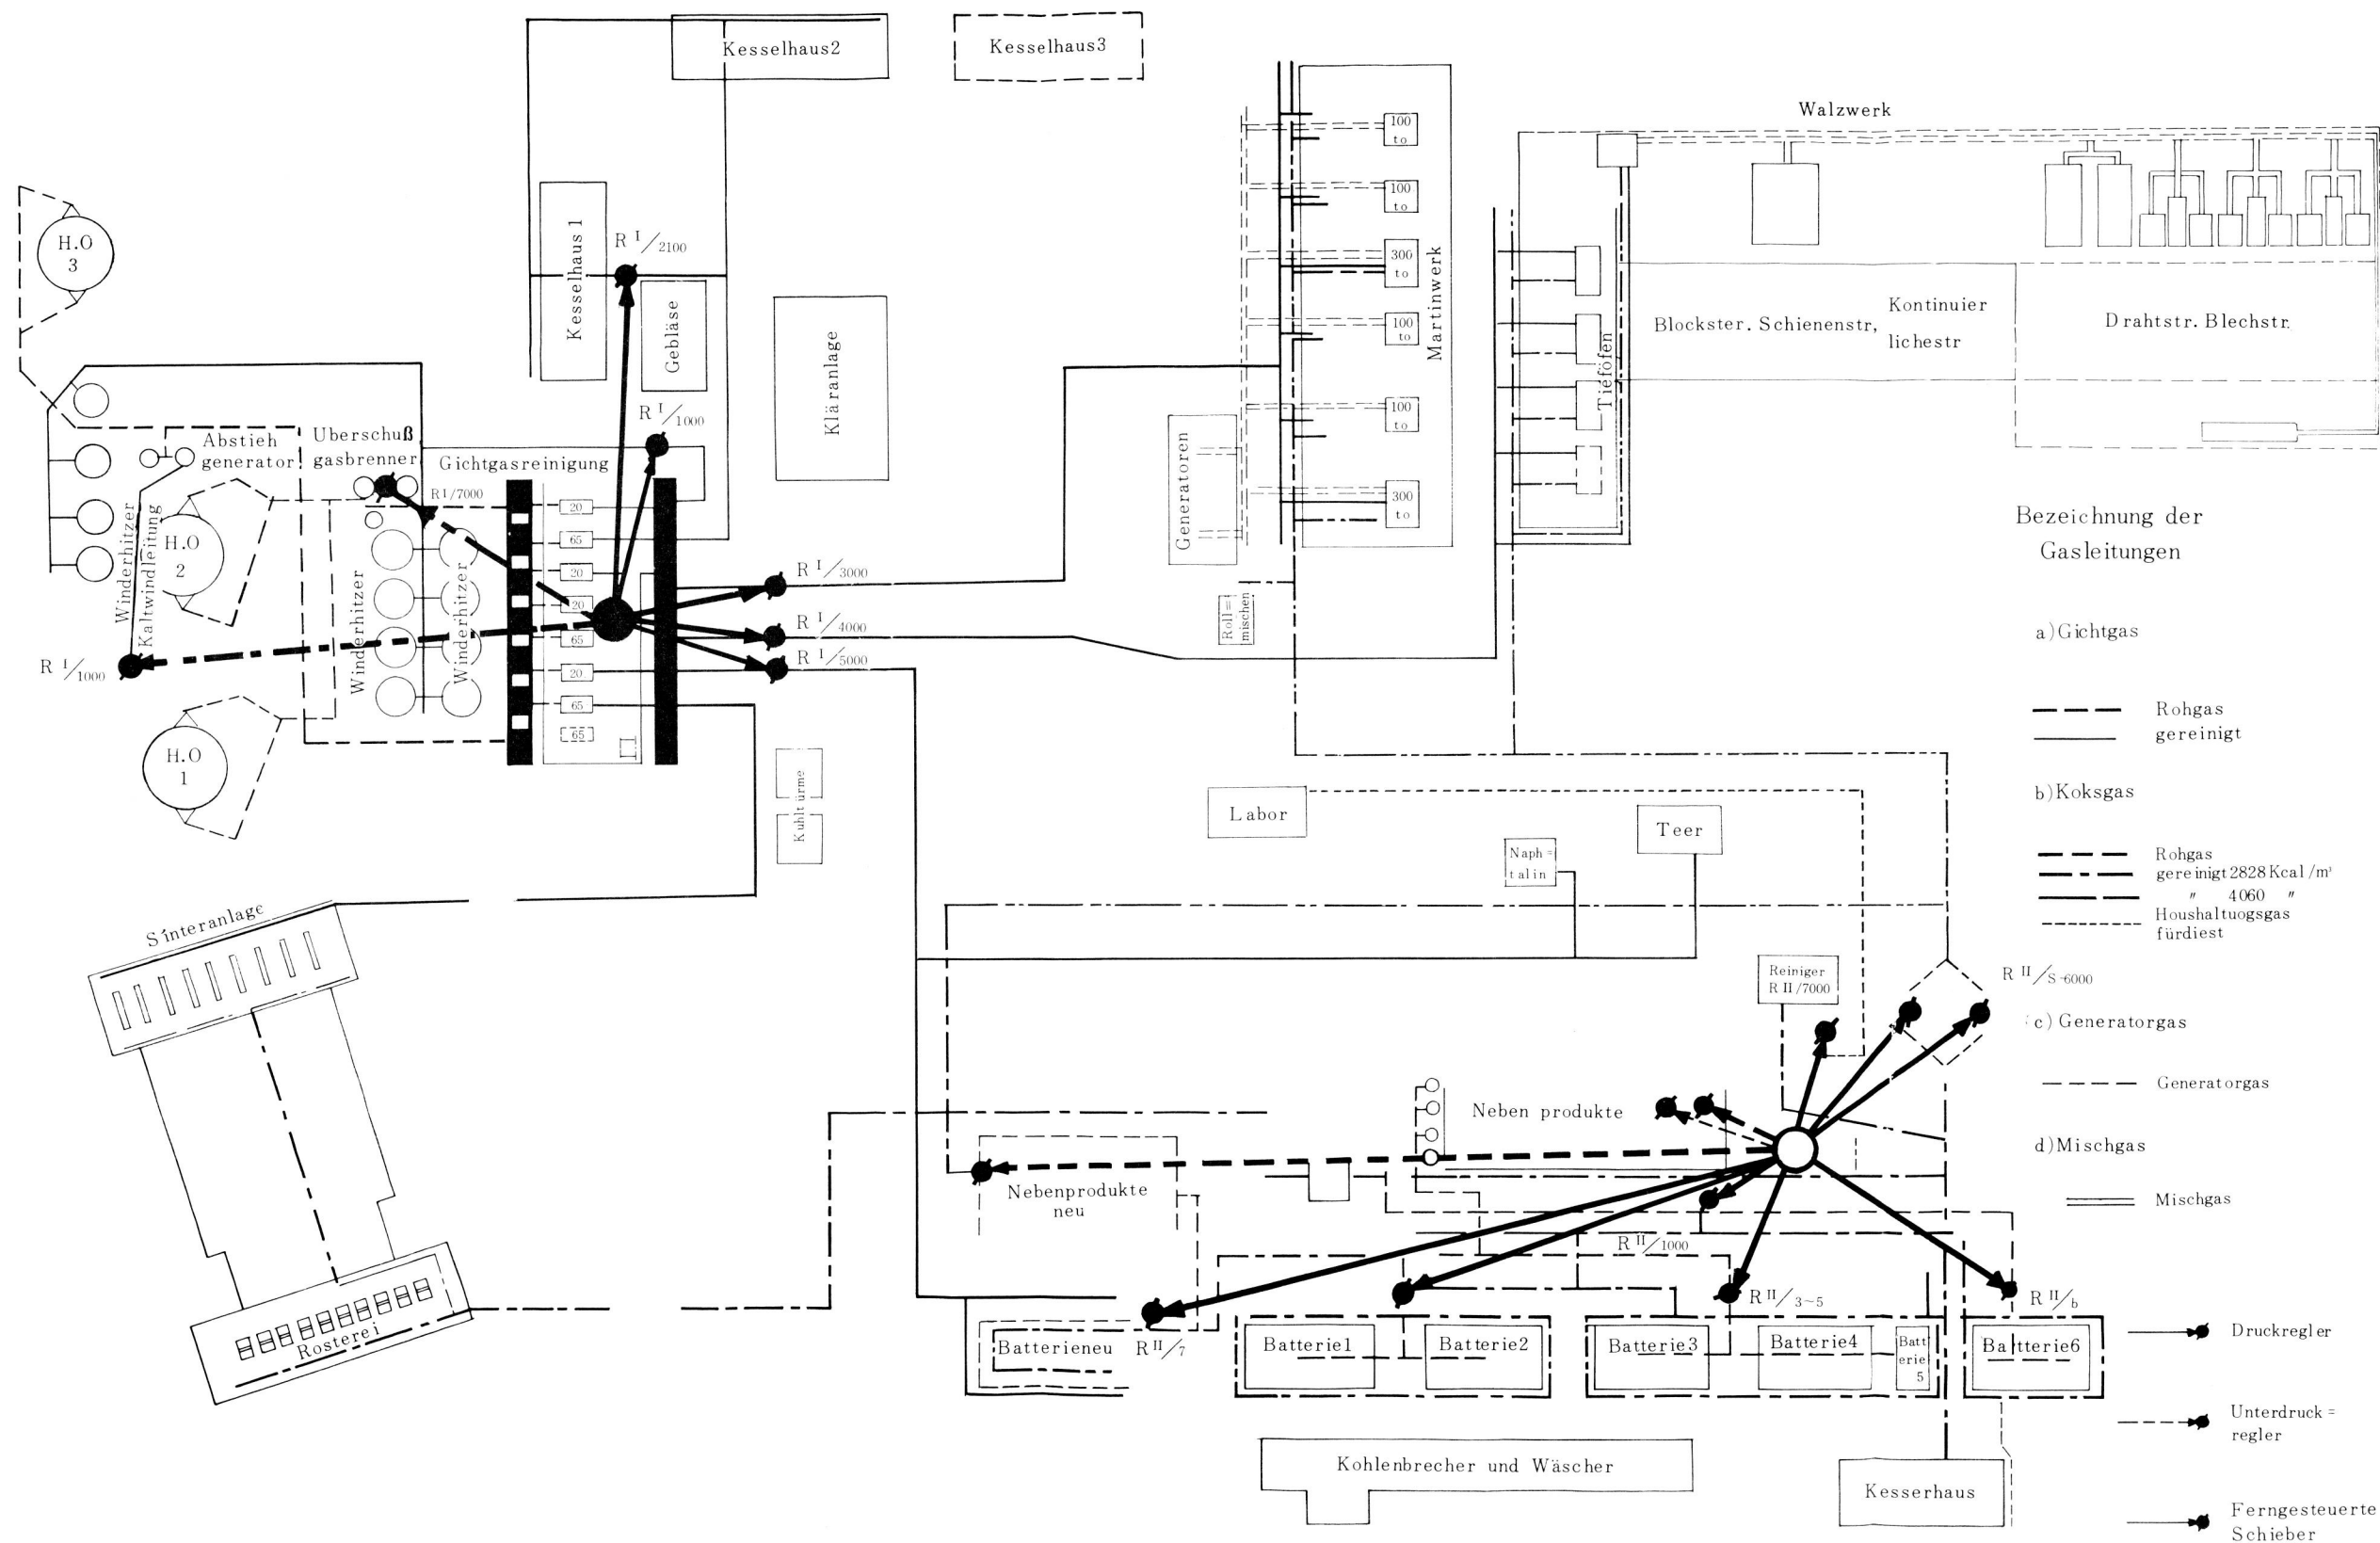 Kesselhaus2
Kesselhaus3
Walzwerk
H.O
3
Kesselhaus 1
R I/2100
Gebläse
Kläranlage
R I/1000
100
to
100
to
300
to
100
to
100
to
300
to
Martinwerk
Generatoren
Roll=
mischen
Tieföfen
Blockster. Schienenstr,
Kontinuier
lichestr
Drahtstr. Blechstr.
Abstieh
generator
Uberschuß
gasbrenner
Gichtgasreinigung
R I/7000
20
65
20
20
65
20
65
65
Winderhitzer
Kaltwindleitung
H.O
2
Winderhitzer
Winderhitzer
R I/3000
R I/4000
R I/5000
R I/1000
H.O
1
Kuhlturme
Bezeichnung der
Gasleitungen
a)Gichtgas
Rohgas
gereinigt
b)Koksgas
Rohgas
gereinigt 2828 Kcal/m³
" 4060 "
Houshaltuogsgas
fürdiest
c) Generatorgas
Generatorgas
d)Mischgas
Mischgas
Druckregler
Unterdruck=
regler
Ferngesteuerte
Schieber
Labor
Teer
Naph=
talin
Sinteranlage
Rosterei
Reiniger
R II/7000
R II/S-6000
Neben produkte
Nebenprodukte
neu
R II/1000
R II/3~5
R II/b
Batterieneu
R II/7
Batterie1
Batterie2
Batterie3
Batterie4
Batt
erie
5
Batterie6
Kohlenbrecher und Wäscher
Kesserhaus